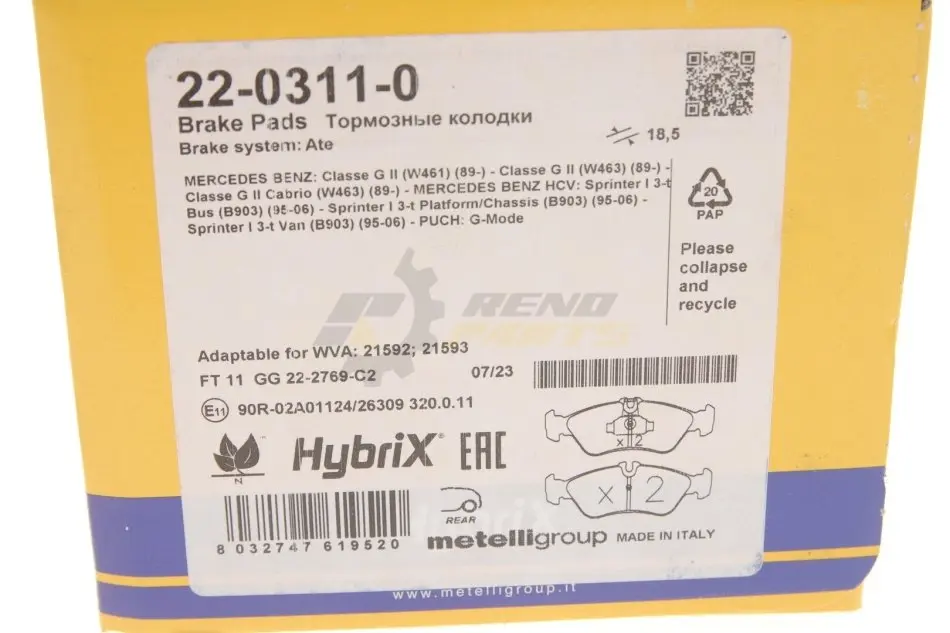 22-0311-0
Brake Pads Тормозные колодки
Brake system: Ate
18,5
MERCEDES BENZ: Classe G II (W461) (89-) - Classe G II (W463) (89-) -
Classe G II Cabrio (W463) (89-) - MERCEDES BENZ HCV: Sprinter I 3-t
Bus (B903) (95-06) - Sprinter I 3-t Platform/Chassis (B903) (95-06) -
Sprinter I 3-t Van (B903) (95-06) - PUCH: G-Mode
20
PAP
Please
collapse
and
recycle
RENO
PARTS
Adaptable for WVA: 21592; 21593
FT 11 GG 22-2769-C2
07/23
E11 90R-02A01124/26309 320.0.11
N
HybriX
EAC
x 2
x 2
REAR
HybriX
8 032747 619520
metelligroup MADE IN ITALY
www.metelligroup.it